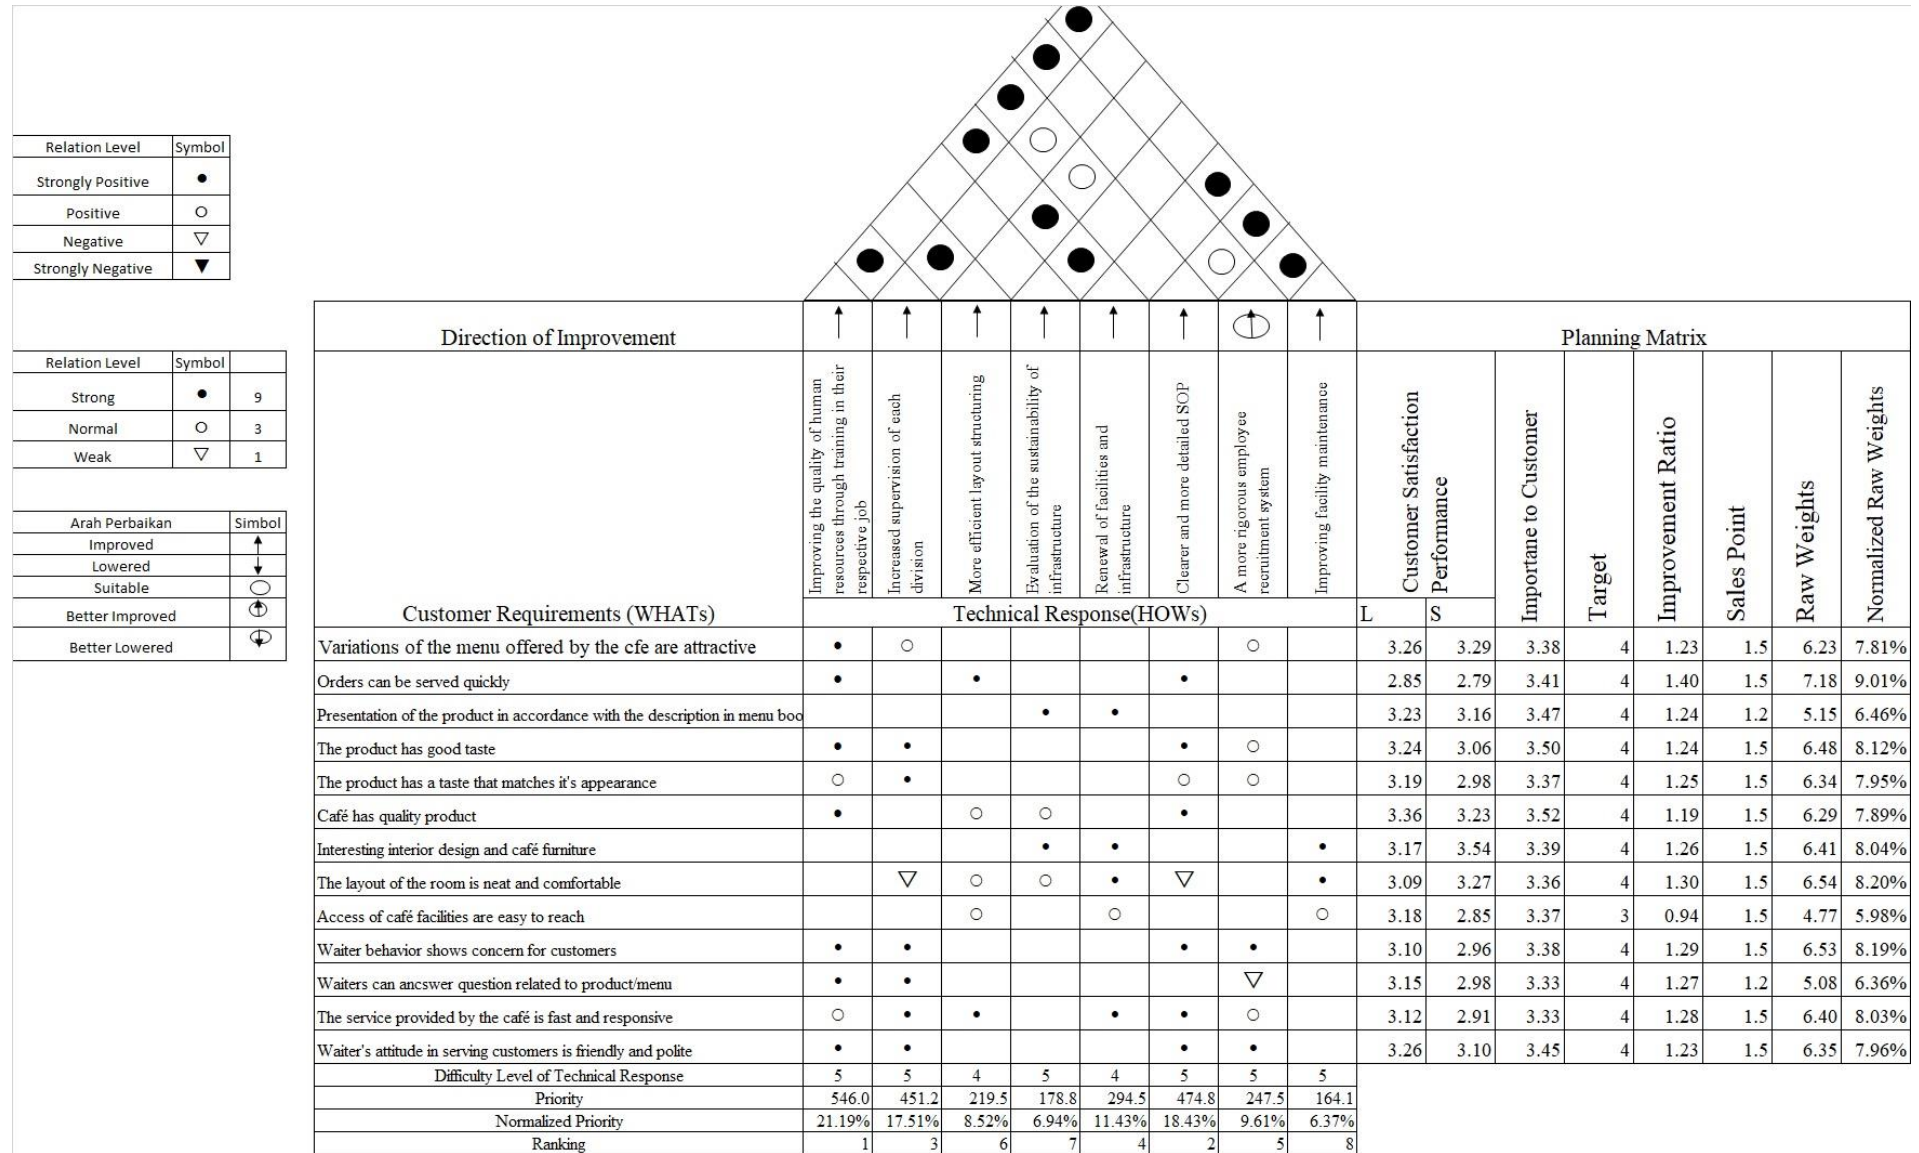 Relation Level Symbol
Strongly Positive ●
Positive ○
Negative ▽
Strongly Negative ▼
Relation Level Symbol
Strong ● 9
Normal ○ 3
Weak ▽ 1
Arah Perbaikan Simbol
Improved ↑
Lowered ↓
Suitable
Better Improved
Better Lowered
Direction of Improvement
Planning Matrix
Improving the quality of human
resources through training in their
respective job
Increased supervision of each
division
More efficient layout structuring
Evaluation of the sustainability of
infrastructure
Renewal of facilities and
infrastructure
Clearer and more detailed SOP
A more rigorous employee
recruitment system
Improving facility maintenance
Customer Satisfaction
Performance
Importane to Customer
Target
Improvement Ratio
Sales Point
Raw Weights
Normalized Raw Weights
Customer Requirements (WHATs) Technical Response(HOWs) L S
Variations of the menu offered by the cfe are attractive ● ○ ○ 3.26 3.29 3.38 4 1.23 1.5 6.23 7.81%
Orders can be served quickly ● ● ● 2.85 2.79 3.41 4 1.40 1.5 7.18 9.01%
Presentation of the product in accordance with the description in menu boo ● ● 3.23 3.16 3.47 4 1.24 1.2 5.15 6.46%
The product has good taste ● ● ● ○ 3.24 3.06 3.50 4 1.24 1.5 6.48 8.12%
The product has a taste that matches it's appearance ○ ● ○ ○ 3.19 2.98 3.37 4 1.25 1.5 6.34 7.95%
Café has quality product ● ○ ○ ● 3.36 3.23 3.52 4 1.19 1.5 6.29 7.89%
Interesting interior design and café furniture ● ● ● 3.17 3.54 3.39 4 1.26 1.5 6.41 8.04%
The layout of the room is neat and comfortable ▽ ○ ○ ● ▽ ● 3.09 3.27 3.36 4 1.30 1.5 6.54 8.20%
Access of café facilities are easy to reach ○ ○ ○ 3.18 2.85 3.37 3 0.94 1.5 4.77 5.98%
Waiter behavior shows concern for customers ● ● ● ● 3.10 2.96 3.38 4 1.29 1.5 6.53 8.19%
Waiters can ancswer question related to product/menu ● ● ▽ 3.15 2.98 3.33 4 1.27 1.2 5.08 6.36%
The service provided by the café is fast and responsive ○ ● ● ● ● ○ 3.12 2.91 3.33 4 1.28 1.5 6.40 8.03%
Waiter's attitude in serving customers is friendly and polite ● ● ● ● 3.26 3.10 3.45 4 1.23 1.5 6.35 7.96%
Difficulty Level of Technical Response 5 5 4 5 4 5 5 5
Priority 546.0 451.2 219.5 178.8 294.5 474.8 247.5 164.1
Normalized Priority 21.19% 17.51% 8.52% 6.94% 11.43% 18.43% 9.61% 6.37%
Ranking 1 3 6 7 4 2 5 8